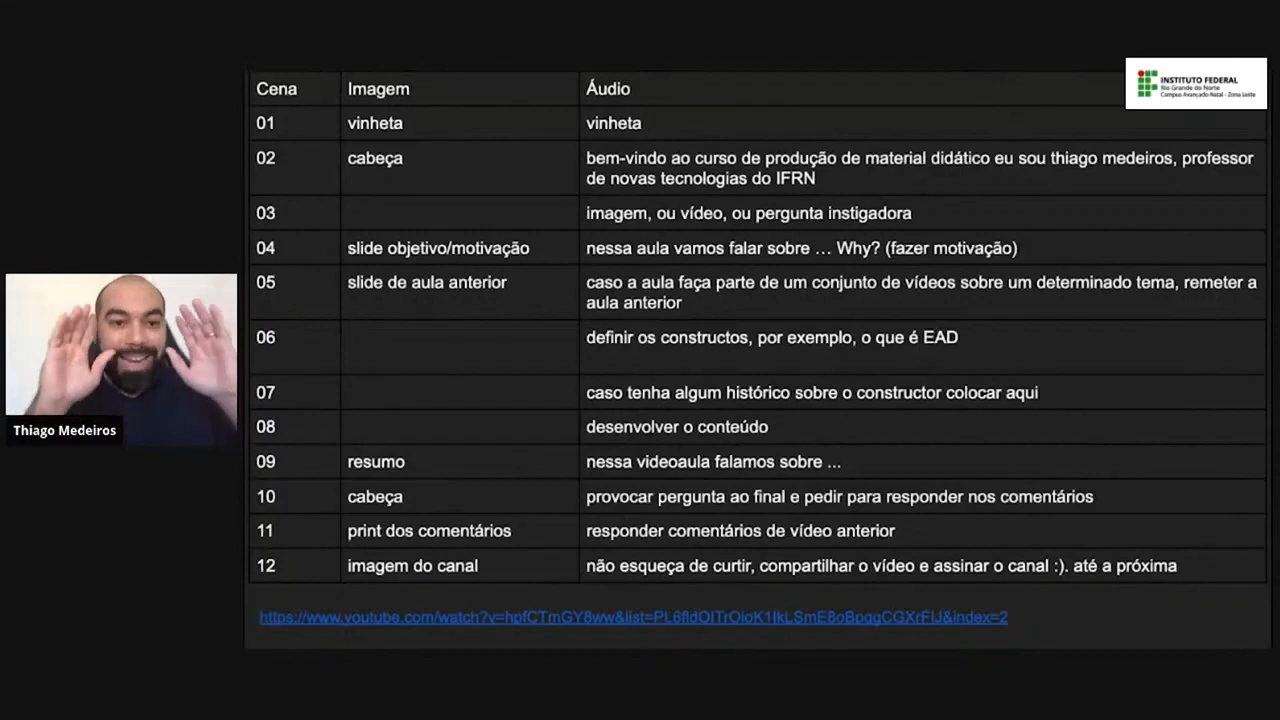 INSTITUTO FEDERAL
Rio Grande do Norte
Campus Avançado Natal - Zona Leste
Cena Imagem Áudio
01 vinheta vinheta
02 cabeça bem-vindo ao curso de produção de material didático eu sou thiago medeiros, professor
de novas tecnologias do IFRN
03 imagem, ou vídeo, ou pergunta instigadora
04 slide objetivo/motivação nessa aula vamos falar sobre … Why? (fazer motivação)
05 slide de aula anterior caso a aula faça parte de um conjunto de vídeos sobre um determinado tema, remeter a
aula anterior
06 definir os constructos, por exemplo, o que é EAD
07 caso tenha algum histórico sobre o constructor colocar aqui
08 desenvolver o conteúdo
09 resumo nessa videoaula falamos sobre ...
10 cabeça provocar pergunta ao final e pedir para responder nos comentários
11 print dos comentários responder comentários de vídeo anterior
12 imagem do canal não esqueça de curtir, compartilhar o vídeo e assinar o canal :). até a próxima
Thiago Medeiros